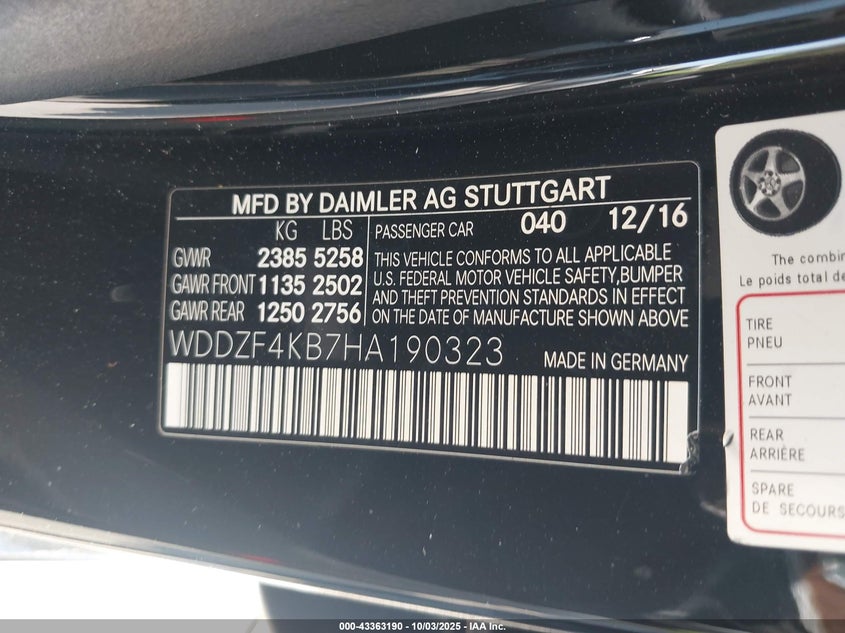 MFD BY DAIMLER AG STUTTGART
KG LBS
GVWR 2385 5258
GAWR FRONT 1135 2502
GAWR REAR 1250 2756
PASSENGER CAR 040 12/16
THIS VEHICLE CONFORMS TO ALL APPLICABLE
U.S. FEDERAL MOTOR VEHICLE SAFETY,BUMPER
AND THEFT PREVENTION STANDARDS IN EFFECT
ON THE DATE OF MANUFACTURE SHOWN ABOVE
WDDZF4KB7HA190323 MADE IN GERMANY
The combin
Le poids total de
TIRE
PNEU
FRONT
AVANT
REAR
ARRIÈRE
SPARE
DE SECOURS
000-43363190 - 10/03/2025 - IAA Inc.